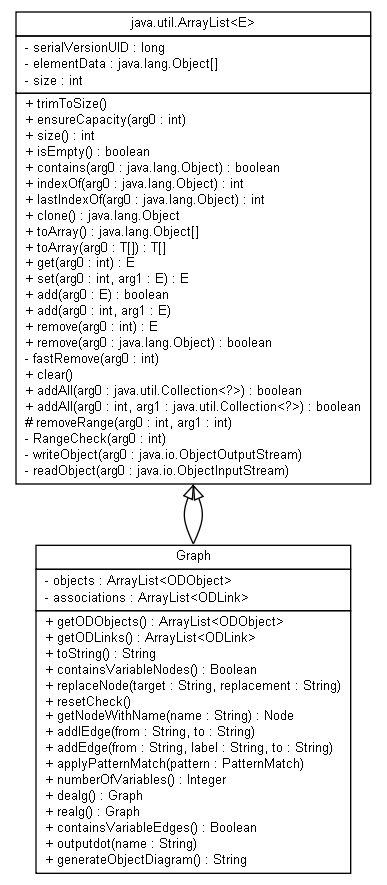 java.util.ArrayList<E>
- serialVersionUID : long
- elementData : java.lang.Object[]
- size : int
+ trimToSize()
+ ensureCapacity(arg0 : int)
+ size() : int
+ isEmpty() : boolean
+ contains(arg0 : java.lang.Object) : boolean
+ indexOf(arg0 : java.lang.Object) : int
+ lastIndexOf(arg0 : java.lang.Object) : int
+ clone() : java.lang.Object
+ toArray() : java.lang.Object[]
+ toArray(arg0 : T[]) : T[]
+ get(arg0 : int) : E
+ set(arg0 : int, arg1 : E) : E
+ add(arg0 : E) : boolean
+ add(arg0 : int, arg1 : E)
+ remove(arg0 : int) : E
+ remove(arg0 : java.lang.Object) : boolean
- fastRemove(arg0 : int)
+ clear()
+ addAll(arg0 : java.util.Collection<?>) : boolean
+ addAll(arg0 : int, arg1 : java.util.Collection<?>) : boolean
# removeRange(arg0 : int, arg1 : int)
- RangeCheck(arg0 : int)
- writeObject(arg0 : java.io.ObjectOutputStream)
- readObject(arg0 : java.io.ObjectInputStream)
Graph
- objects : ArrayList<ODObject>
- associations : ArrayList<ODLink>
+ getODObjects() : ArrayList<ODObject>
+ getODLinks() : ArrayList<ODLink>
+ toString() : String
+ containsVariableNodes() : Boolean
+ replaceNode(target : String, replacement : String)
+ resetCheck()
+ getNodeWithName(name : String) : Node
+ addIEdge(from : String, to : String)
+ addEdge(from : String, label : String, to : String)
+ applyPatternMatch(pattern : PatternMatch)
+ numberOfVariables() : Integer
+ dealg() : Graph
+ realg() : Graph
+ containsVariableEdges() : Boolean
+ outputdot(name : String)
+ generateObjectDiagram() : String